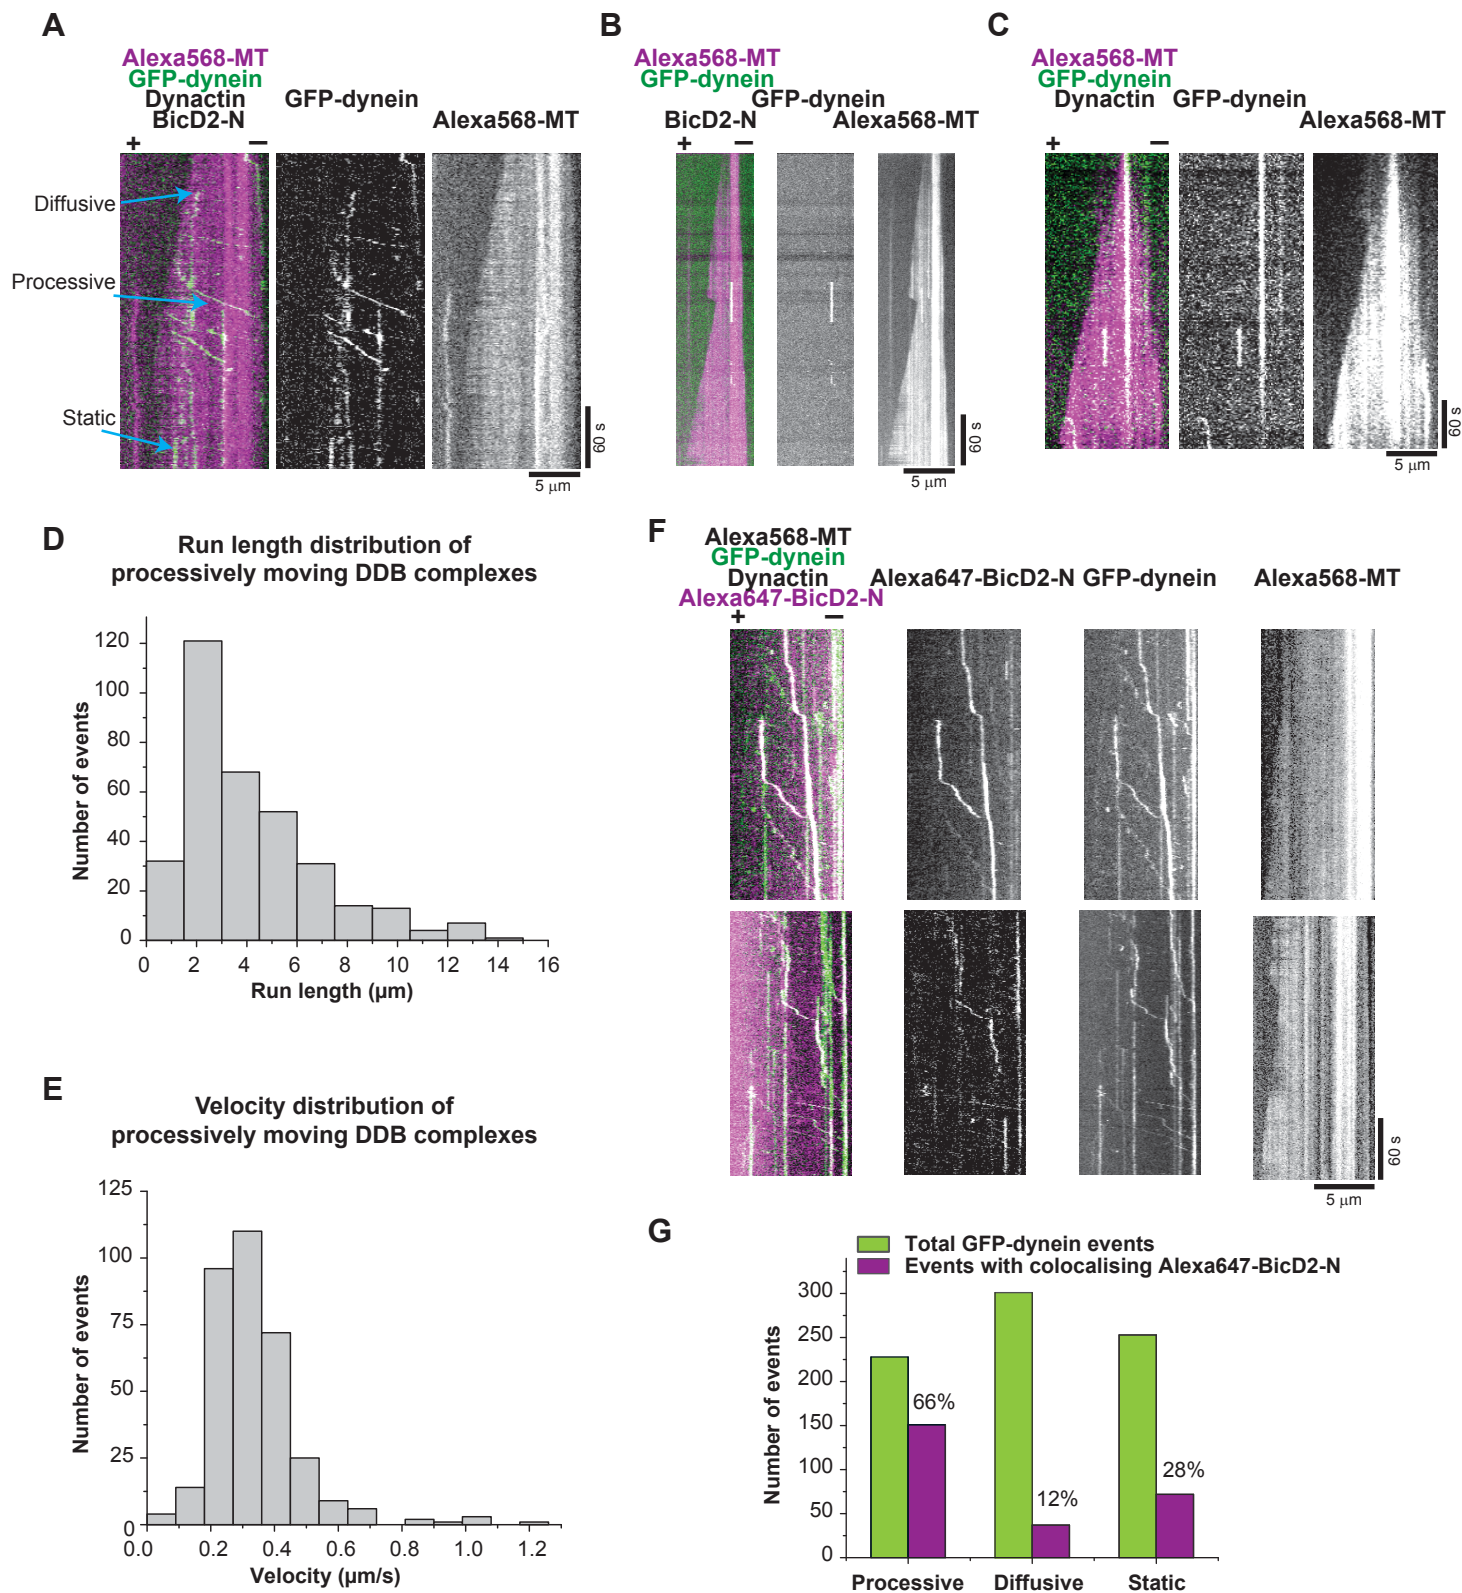 A
Alexa568-MT
GFP-dynein
Dynactin
BicD2-N
GFP-dynein
Alexa568-MT
+
–
Diffusive
Processive
Static
60 s
5 μm
B
Alexa568-MT
GFP-dynein
BicD2-N
GFP-dynein
Alexa568-MT
+
–
60 s
5 μm
C
Alexa568-MT
GFP-dynein
Dynactin
GFP-dynein
Alexa568-MT
+
–
60 s
5 μm
D
Run length distribution of
processively moving DDB complexes
Number of events
120
100
80
60
40
20
0
0 2 4 6 8 10 12 14 16
Run length (μm)
E
Velocity distribution of
processively moving DDB complexes
Number of events
125
100
75
50
25
0
0.0 0.2 0.4 0.6 0.8 1.0 1.2
Velocity (μm/s)
F
Alexa568-MT
GFP-dynein
Dynactin
Alexa647-BicD2-N
Alexa647-BicD2-N
GFP-dynein
Alexa568-MT
+
–
60 s
5 μm
G
Total GFP-dynein events
Events with colocalising Alexa647-BicD2-N
Number of events
300
250
200
150
100
50
0
66%
12%
28%
Processive Diffusive Static